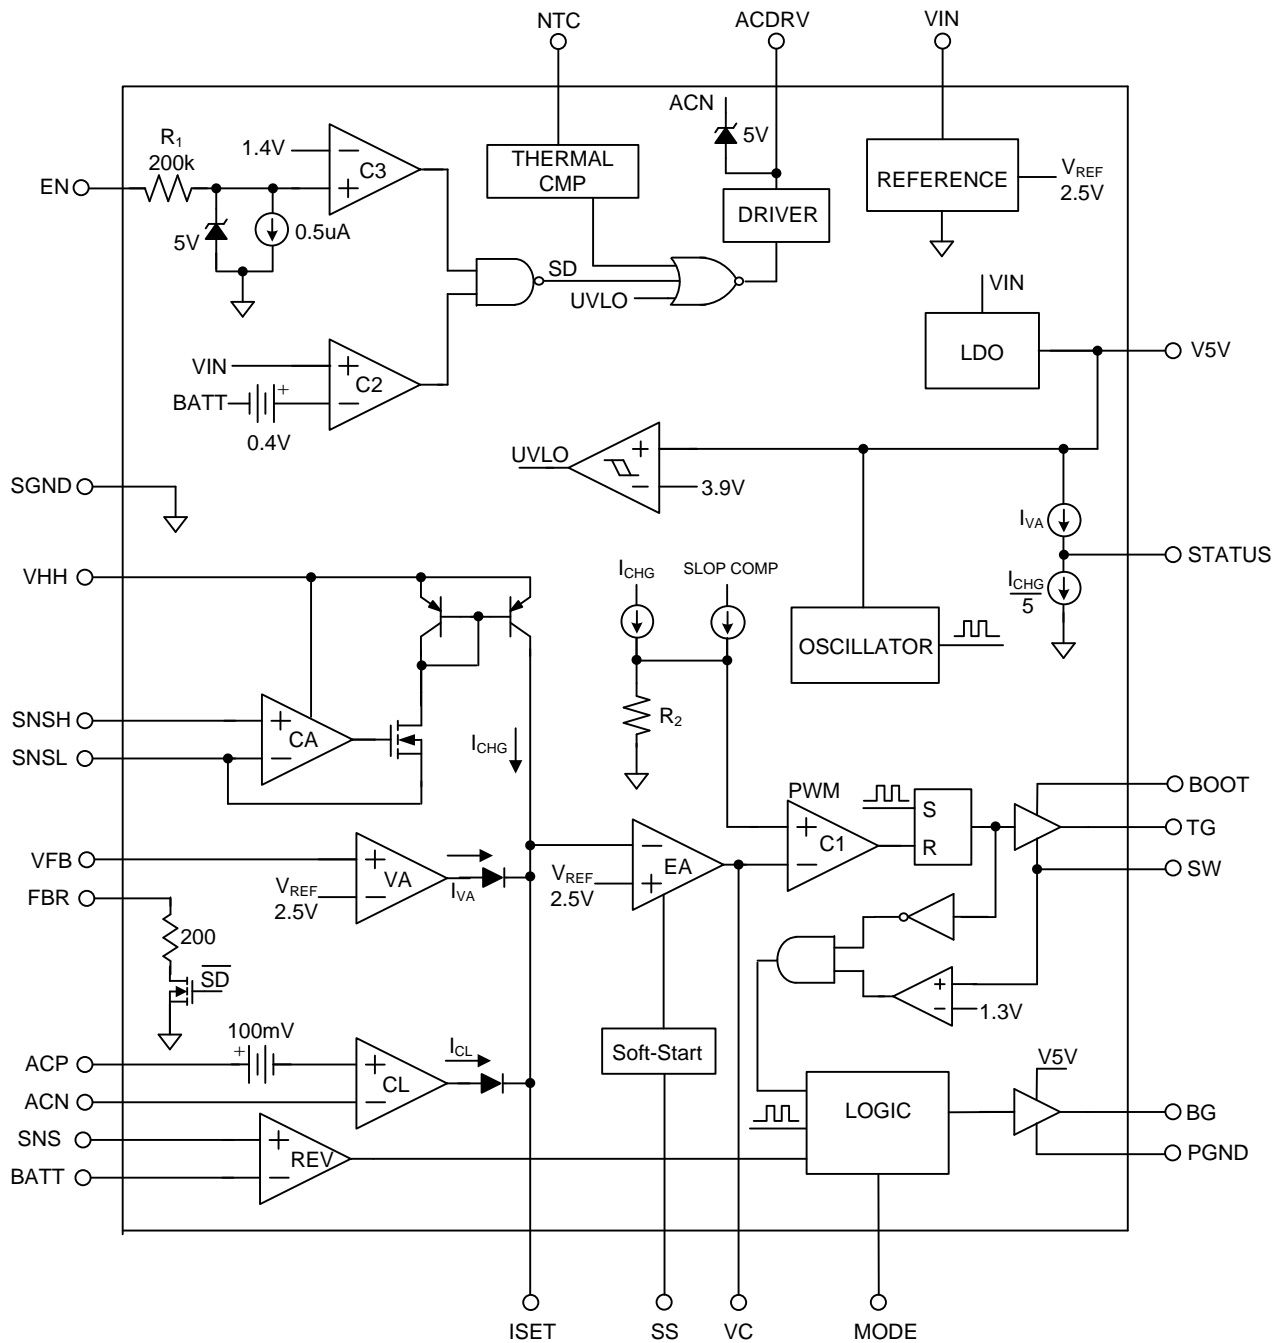 NTC
ACDRV
VIN
R1
200k
1.4V
C3
EN
5V
0.5uA
THERMAL
CMP
ACN
5V
DRIVER
REFERENCE
VREF
2.5V
SD
UVLO
VIN
LDO
V5V
VIN
BATT
0.4V
C2
UVLO
3.9V
SGND
IVA
STATUS
ICHG
5
VHH
ICHG
SLOP COMP
OSCILLATOR
SNSH
SNSL
CA
ICHG
R2
PWM
C1
S
R
BOOT
TG
SW
VFB
VREF
2.5V
VA
IVA
VREF
2.5V
EA
FBR
200
SD
1.3V
100mV
ACP
ACN
CL
ICL
Soft-Start
V5V
LOGIC
BG
PGND
SNS
BATT
REV
ISET
SS
VC
MODE